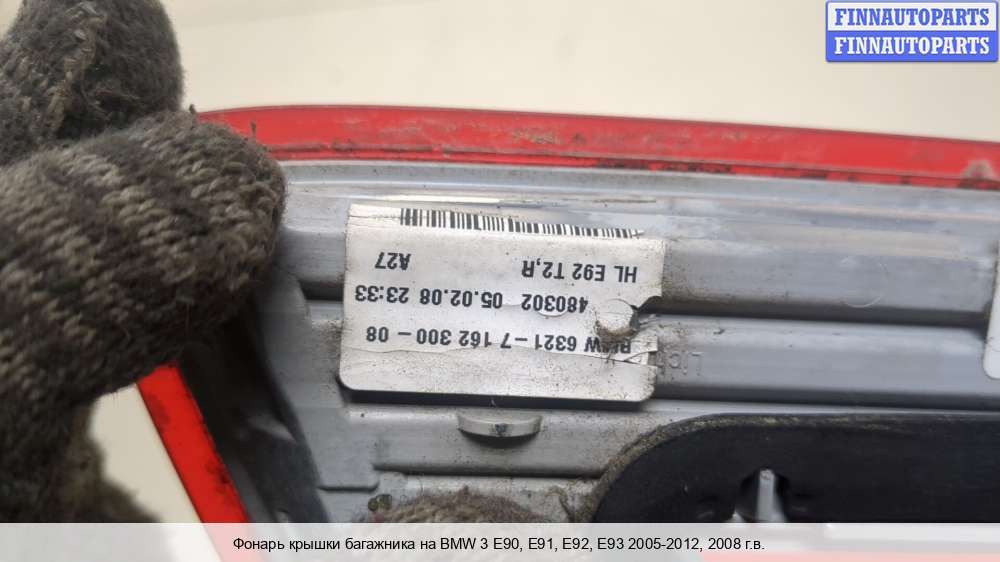 FINNAUTOPARTS
FINNAUTOPARTS
BMW 6321-7 162 300-08
480302 05.02.08 23:33
HL E92 T2,R A27
Фонарь крышки багажника на BMW 3 E90, E91, E92, E93 2005-2012, 2008 г.в.